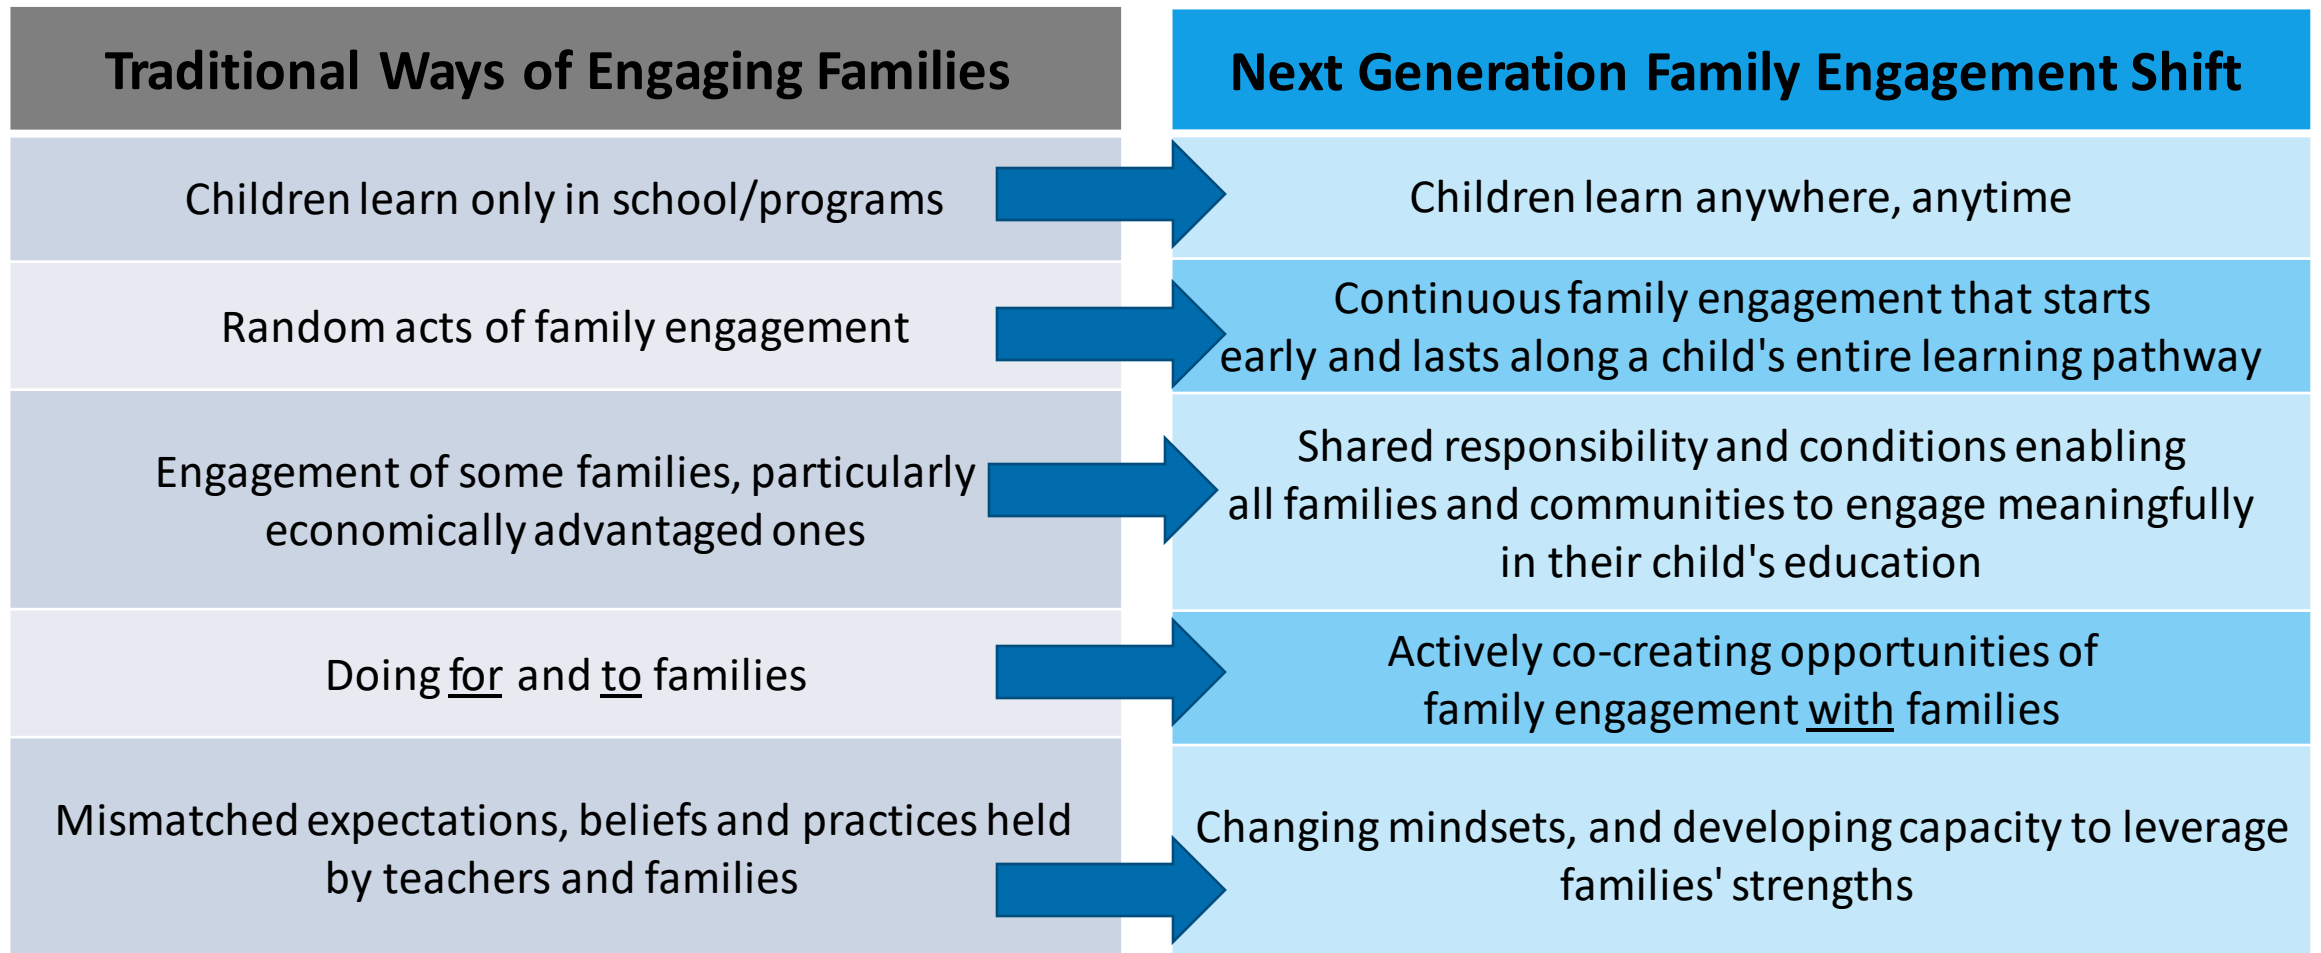 Traditional Ways of Engaging Families
Next Generation Family Engagement Shift
Children learn only in school/programs
Children learn anywhere, anytime
Random acts of family engagement
Continuous family engagement that starts
early and lasts along a child's entire learning pathway
Engagement of some families, particularly
economically advantaged ones
Shared responsibility and conditions enabling
all families and communities to engage meaningfully
in their child's education
Doing for and to families
Actively co-creating opportunities of
family engagement with families
Mismatched expectations, beliefs and practices held
by teachers and families
Changing mindsets, and developing capacity to leverage
families' strengths